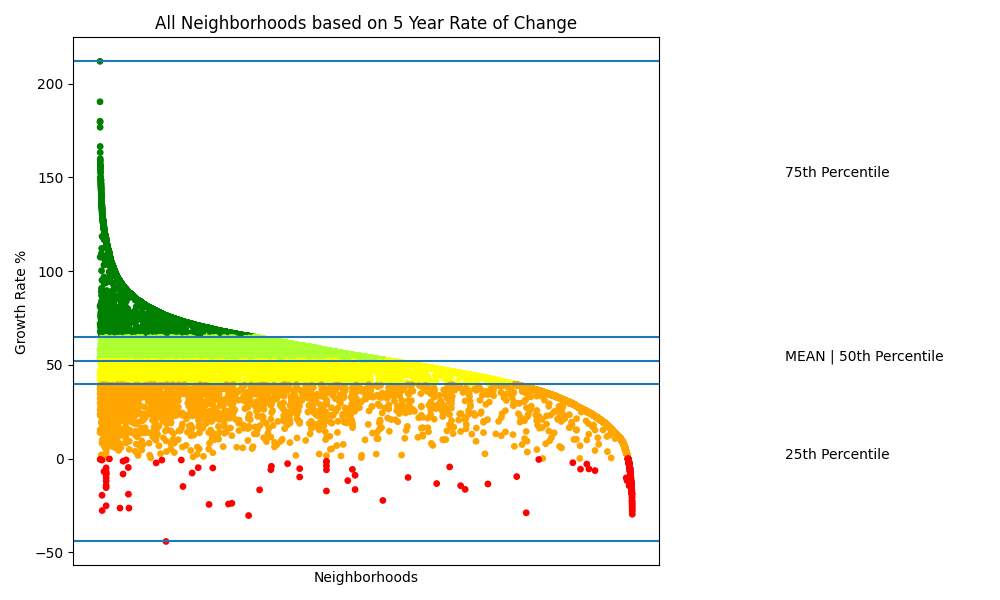 All Neighborhoods based on 5 Year Rate of Change
Growth Rate %
200
150
100
50
0
−50
Neighborhoods
75th Percentile
MEAN | 50th Percentile
25th Percentile